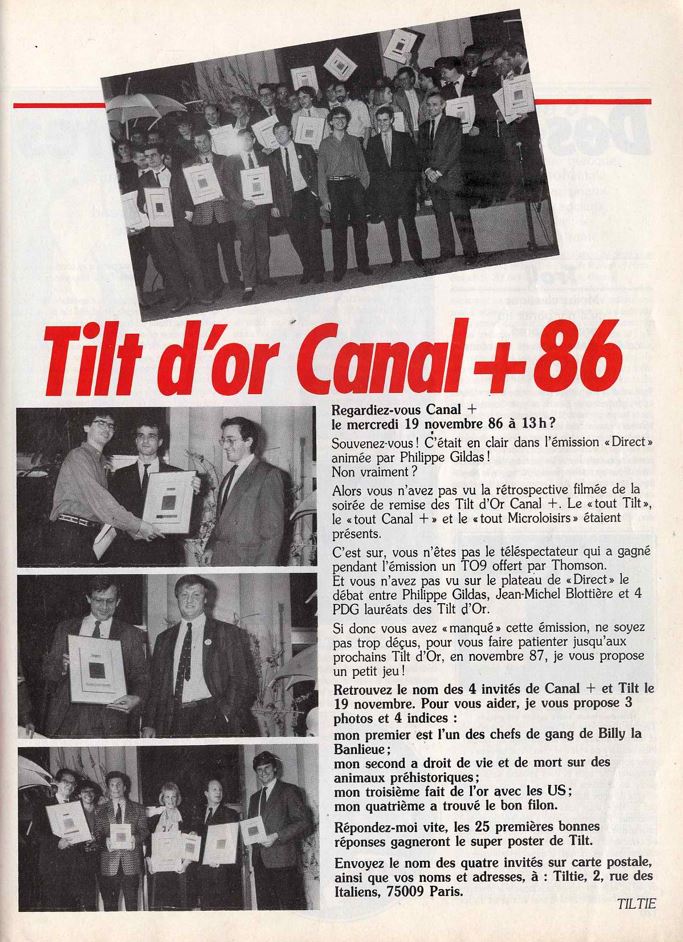 Tilt d'or Canal + 86
Regardiez-vous Canal +
le mercredi 19 novembre 86 à 13 h ?
Souvenez-vous ! C'était en clair dans l'émission « Direct »
animée par Philippe Gildas !
Non vraiment ?
Alors vous n'avez pas vu la rétrospective filmée de la
soirée de remise des Tilt d'Or Canal +. Le « tout Tilt »,
le « tout Canal + » et le « tout Microloisirs » étaient
présents.
C'est sur, vous n'êtes pas le téléspectateur qui a gagné
pendant l'émission un TO9 offert par Thomson.
Et vous n'avez pas vu sur le plateau de « Direct » le
débat entre Philippe Gildas, Jean-Michel Blottière et 4
PDG lauréats des Tilt d'Or.
Si donc vous avez « manqué » cette émission, ne soyez
pas trop déçus, pour vous faire patienter jusqu'aux
prochains Tilt d'Or, en novembre 87, je vous propose
un petit jeu !
Retrouvez le nom des 4 invités de Canal + et Tilt le
19 novembre. Pour vous aider, je vous propose 3
photos et 4 indices :
mon premier est l'un des chefs de gang de Billy la
Banlieue ;
mon second a droit de vie et de mort sur des
animaux préhistoriques ;
mon troisième fait de l'or avec les US ;
mon quatrième a trouvé le bon filon.
Répondez-moi vite, les 25 premières bonnes
réponses gagneront le super poster de Tilt.
Envoyez le nom des quatre invités sur carte postale,
ainsi que vos noms et adresses, à : Tiltie, 2, rue des
Italiens, 75009 Paris.
TILTIE